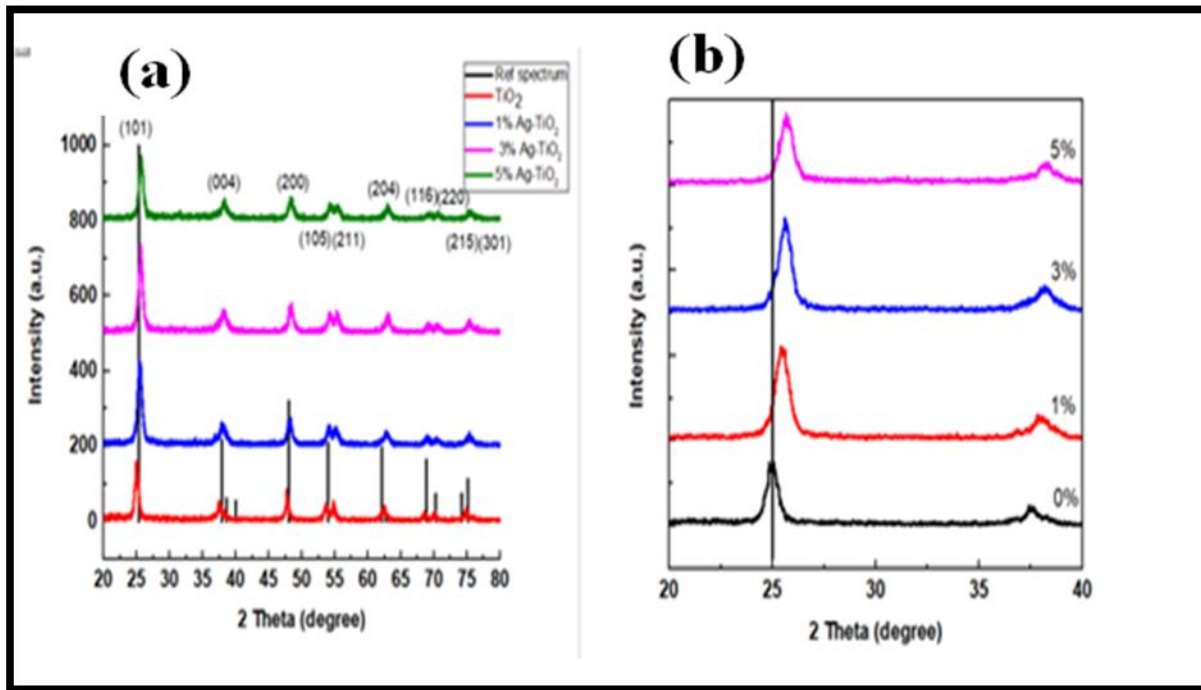 (a)
Ref spectrum
TiO2
1% Ag-TiO2
3% Ag-TiO2
5% Ag-TiO2
(101)
(004)
(200)
(204)
(116)
(220)
(105)
(211)
(215)
(301)
1000
800
600
400
200
0
Intensity (a.u.)
20 25 30 35 40 45 50 55 60 65 70 75 80
2 Theta (degree)
(b)
5%
3%
1%
0%
Intensity (a.u.)
20 25 30 35 40
2 Theta (degree)